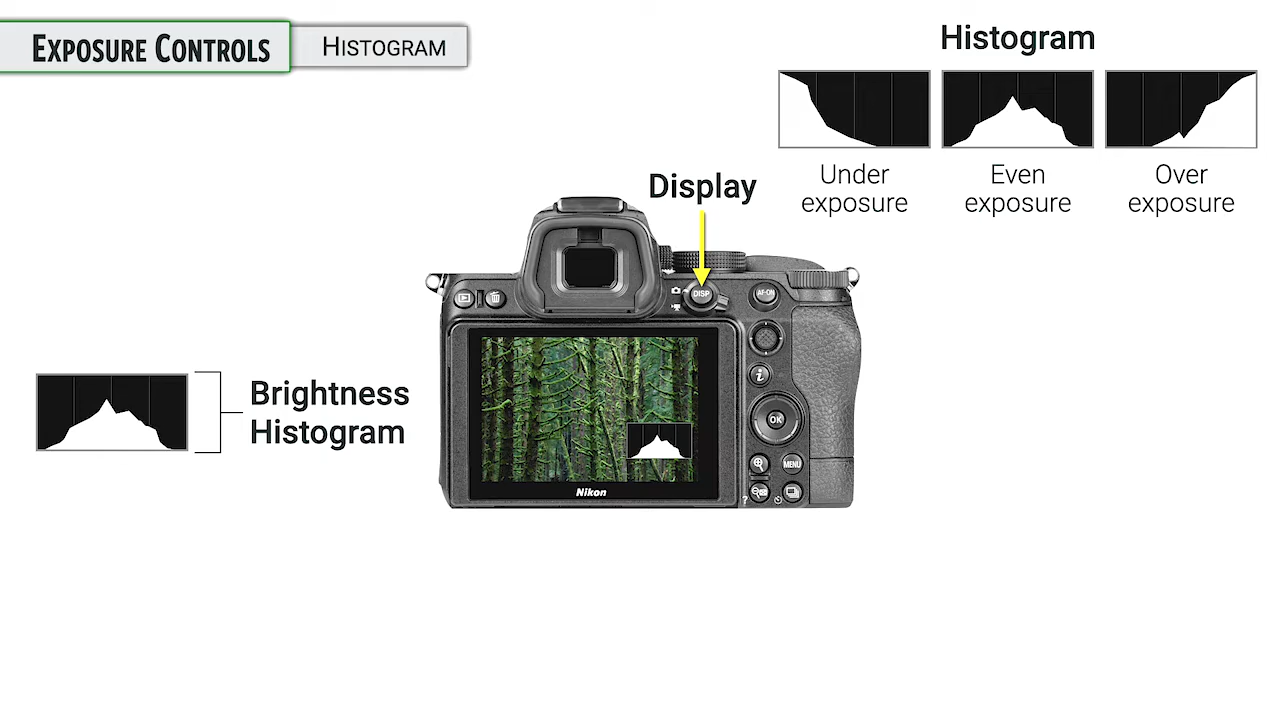 EXPOSURE CONTROLS
HISTOGRAM
Histogram
Under
exposure
Even
exposure
Over
exposure
Display
DISP
AF-ON
i
OK
MENU
?
Nikon
Brightness
Histogram